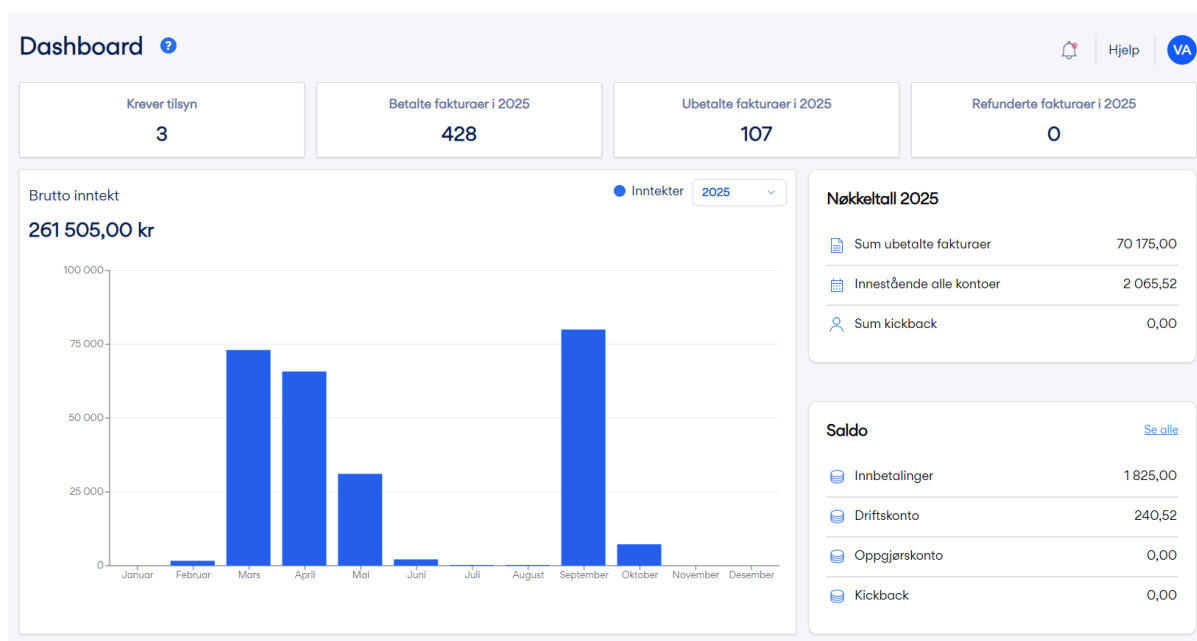 Dashboard ?
Hjelp
VA
Krever tilsyn
3
Betalte fakturaer i 2025
428
Ubetalte fakturaer i 2025
107
Refunderte fakturaer i 2025
0
Brutto inntekt
261 505,00 kr
Inntekter
2025
100 000
75 000
50 000
25 000
0
Januar Februar Mars April Mai Juni Juli August September Oktober November Desember
Nøkkeltall 2025
Sum ubetalte fakturaer 70 175,00
Innestående alle kontoer 2 065,52
Sum kickback 0,00
Saldo Se alle
Innbetalinger 1 825,00
Driftskonto 240,52
Oppgjørskonto 0,00
Kickback 0,00